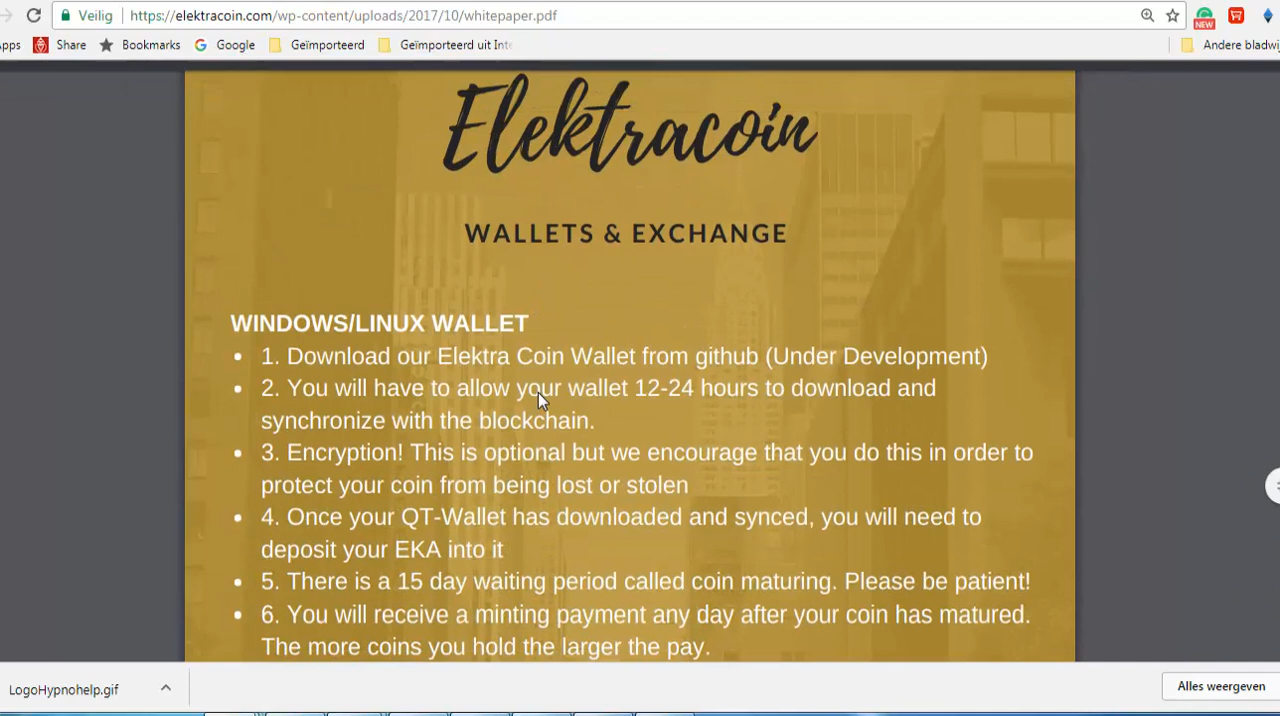 Veilig https://elektracoin.com/wp-content/uploads/2017/10/whitepaper.pdf
NEW
Apps Share Bookmarks Google Geïmporteerd Geïmporteerd uit Inte Andere bladwij
Elektracoin
WALLETS & EXCHANGE
WINDOWS/LINUX WALLET
• 1. Download our Elektra Coin Wallet from github (Under Development)
• 2. You will have to allow your wallet 12-24 hours to download and
synchronize with the blockchain.
• 3. Encryption! This is optional but we encourage that you do this in order to
protect your coin from being lost or stolen
• 4. Once your QT-Wallet has downloaded and synced, you will need to
deposit your EKA into it
• 5. There is a 15 day waiting period called coin maturing. Please be patient!
• 6. You will receive a minting payment any day after your coin has matured.
The more coins you hold the larger the pay.
LogoHypnohelp.gif Alles weergeven